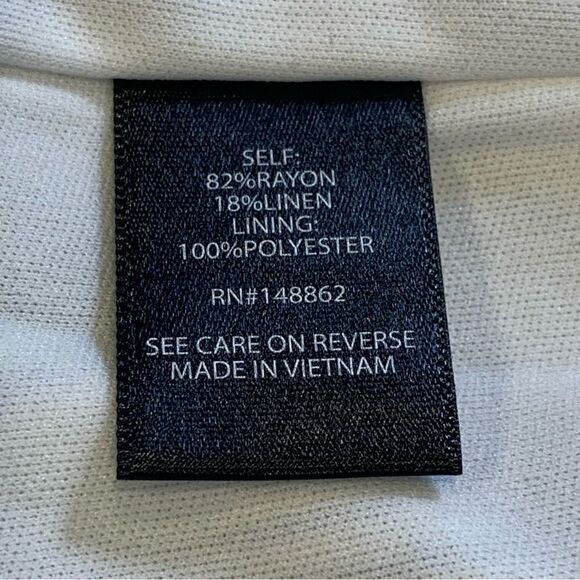 SELF:
82%RAYON
18%LINEN
LINING:
100%POLYESTER
RN#148862
SEE CARE ON REVERSE
MADE IN VIETNAM